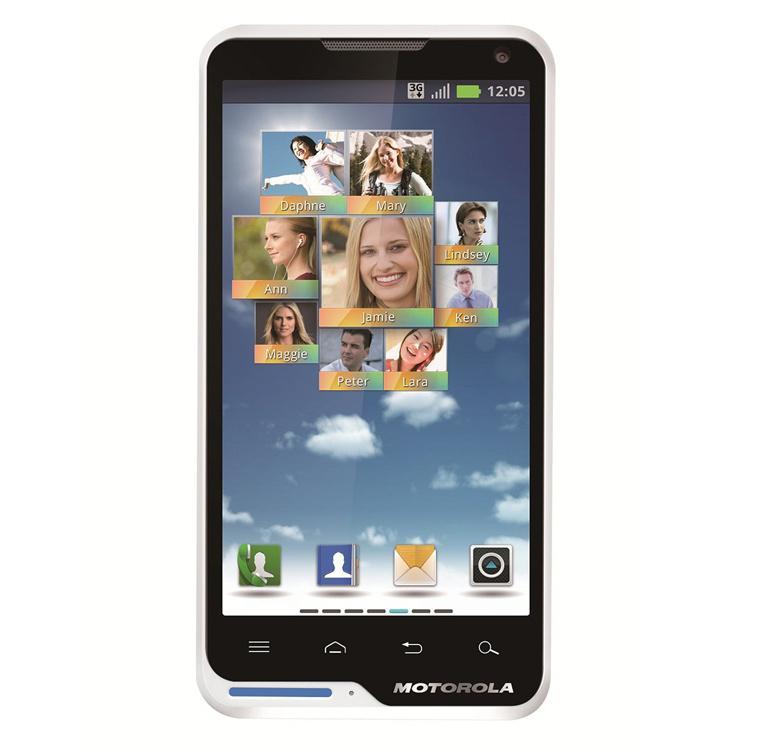 3G 12:05
Daphne Mary
Lindsey
Ann
Jamie Ken
Maggie
Peter Lara
MOTOROLA